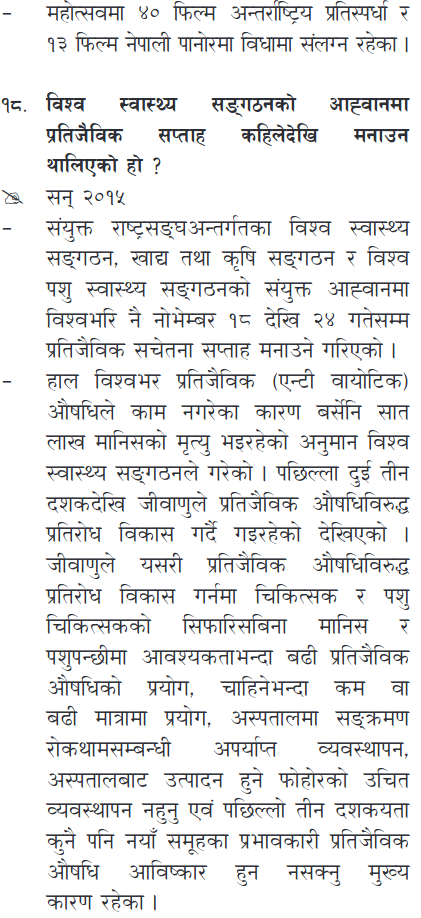 – महोत्सवमा ४० फिल्म अन्तर्राष्ट्रिय प्रतिस्पर्धा र
१३ फिल्म नेपाली पानोरमा विधामा संलग्न रहेका ।
१८. विश्व स्वास्थ्य सङ्गठनको आह्वानमा
प्रतिजैविक सप्ताह कहिलेदेखि मनाउन
थालिएको हो ?
सन् २०१५
– संयुक्त राष्ट्रसङ्घअन्तर्गतका विश्व स्वास्थ्य
सङ्गठन, खाद्य तथा कृषि सङ्गठन र विश्व
पशु स्वास्थ्य सङ्गठनको संयुक्त आह्वानमा
विश्वभरि नै नोभेम्बर १८ देखि २४ गतेसम्म
प्रतिजैविक सचेतना सप्ताह मनाउने गरिएको ।
– हाल विश्वभर प्रतिजैविक (एन्टी वायोटिक)
औषधिले काम नगरेका कारण बर्सेनि सात
लाख मानिसको मृत्यु भइरहेको अनुमान विश्व
स्वास्थ्य सङ्गठनले गरेको । पछिल्ला दुई तीन
दशकदेखि जीवाणुले प्रतिजैविक औषधिविरुद्ध
प्रतिरोध विकास गर्दै गइरहेको देखिएको ।
जीवाणुले यसरी प्रतिजैविक औषधिविरुद्ध
प्रतिरोध विकास गर्नमा चिकित्सक र पशु
चिकित्सकको सिफारिसबिना मानिस र
पशुपन्छीमा आवश्यकताभन्दा बढी प्रतिजैविक
औषधिको प्रयोग, चाहिनेभन्दा कम वा
बढी मात्रामा प्रयोग, अस्पतालमा सङ्क्रमण
रोकथामसम्बन्धी अपर्याप्त व्यवस्थापन,
अस्पतालबाट उत्पादन हुने फोहोरको उचित
व्यवस्थापन नहुनु एवं पछिल्लो तीन दशकयता
कुनै पनि नयाँ समूहका प्रभावकारी प्रतिजैविक
औषधि आविष्कार हुन नसक्नु मुख्य
कारण रहेका ।